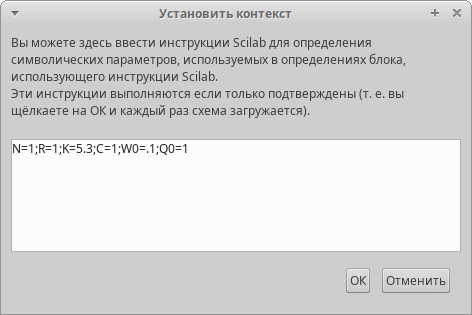 Установить контекст
Вы можете здесь ввести инструкции Scilab для определения
символических параметров, используемых в определениях блока,
использующего инструкции Scilab.
Эти инструкции выполняются если только подтверждены (т. е. вы
щёлкаете на ОК и каждый раз схема загружается).
N=1;R=1;K=5.3;C=1;W0=.1;Q0=1
ОК
Отменить